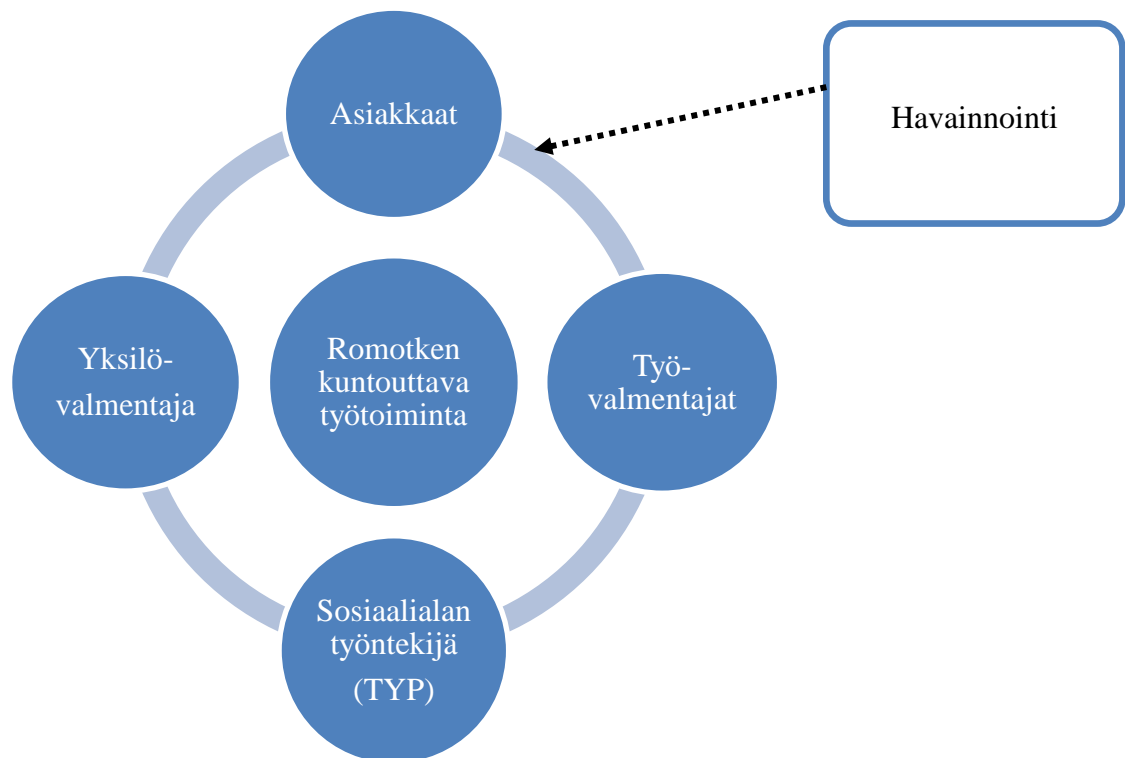 Asiakkaat
Havainnointi
Yksilö-
valmentaja
Romotken
kuntouttava
työtoiminta
Työ-
valmentajat
Sosiaalialan
työntekijä
(TYP)